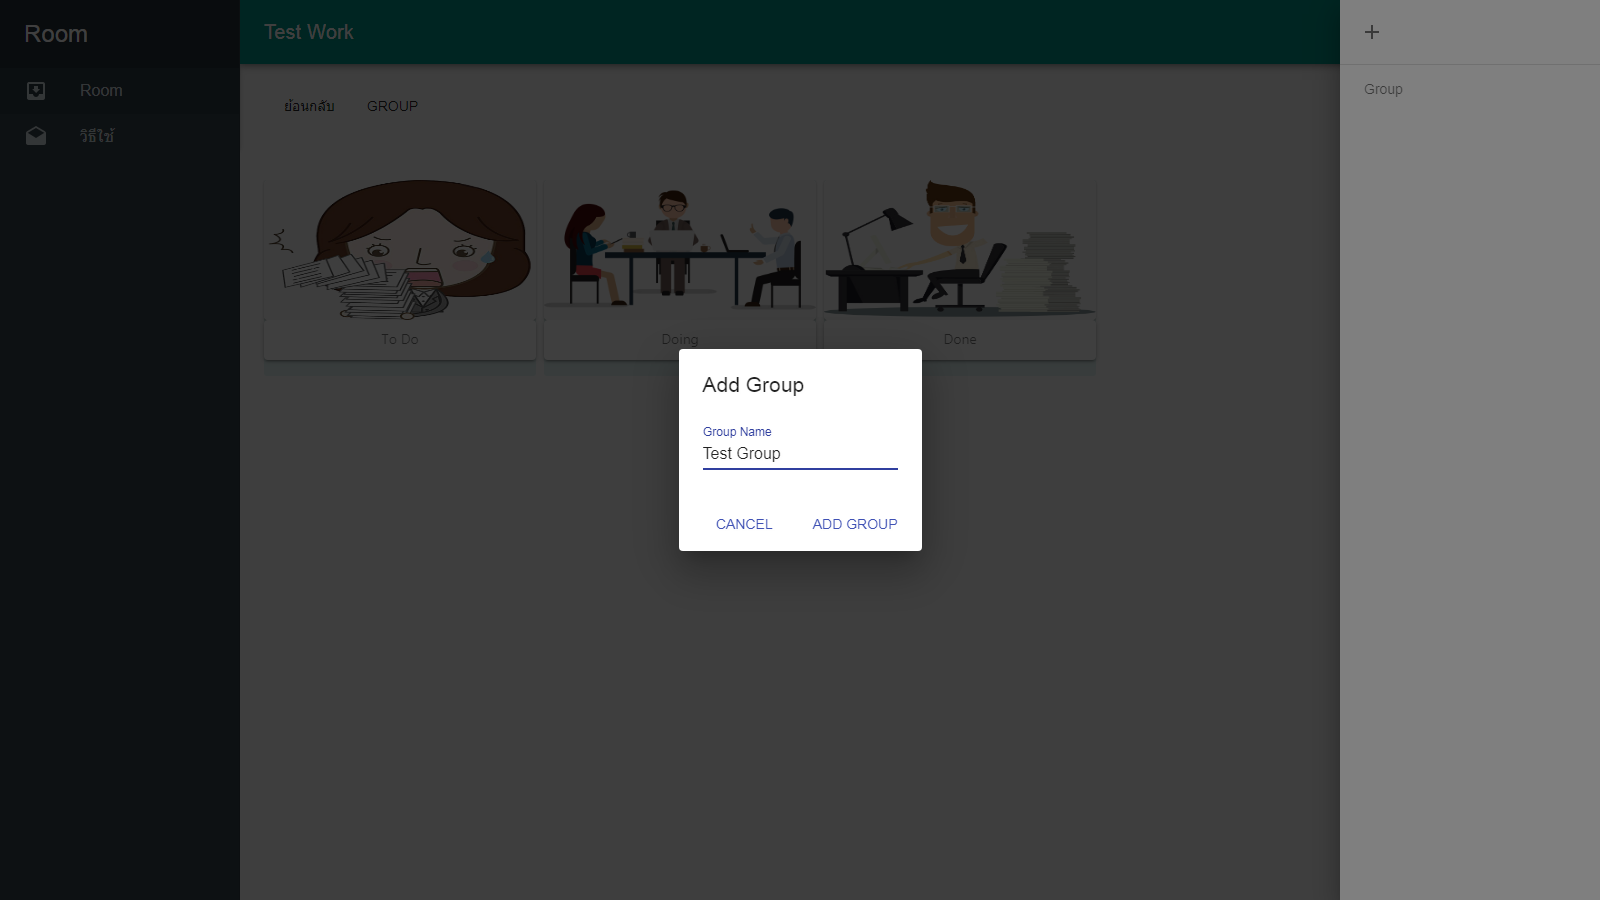 Room
Test Work
Room
วิธีใช้
ย้อนกลับ
GROUP
To Do
Doing
Done
Add Group
Group Name
Test Group
CANCEL
ADD GROUP
+
Group